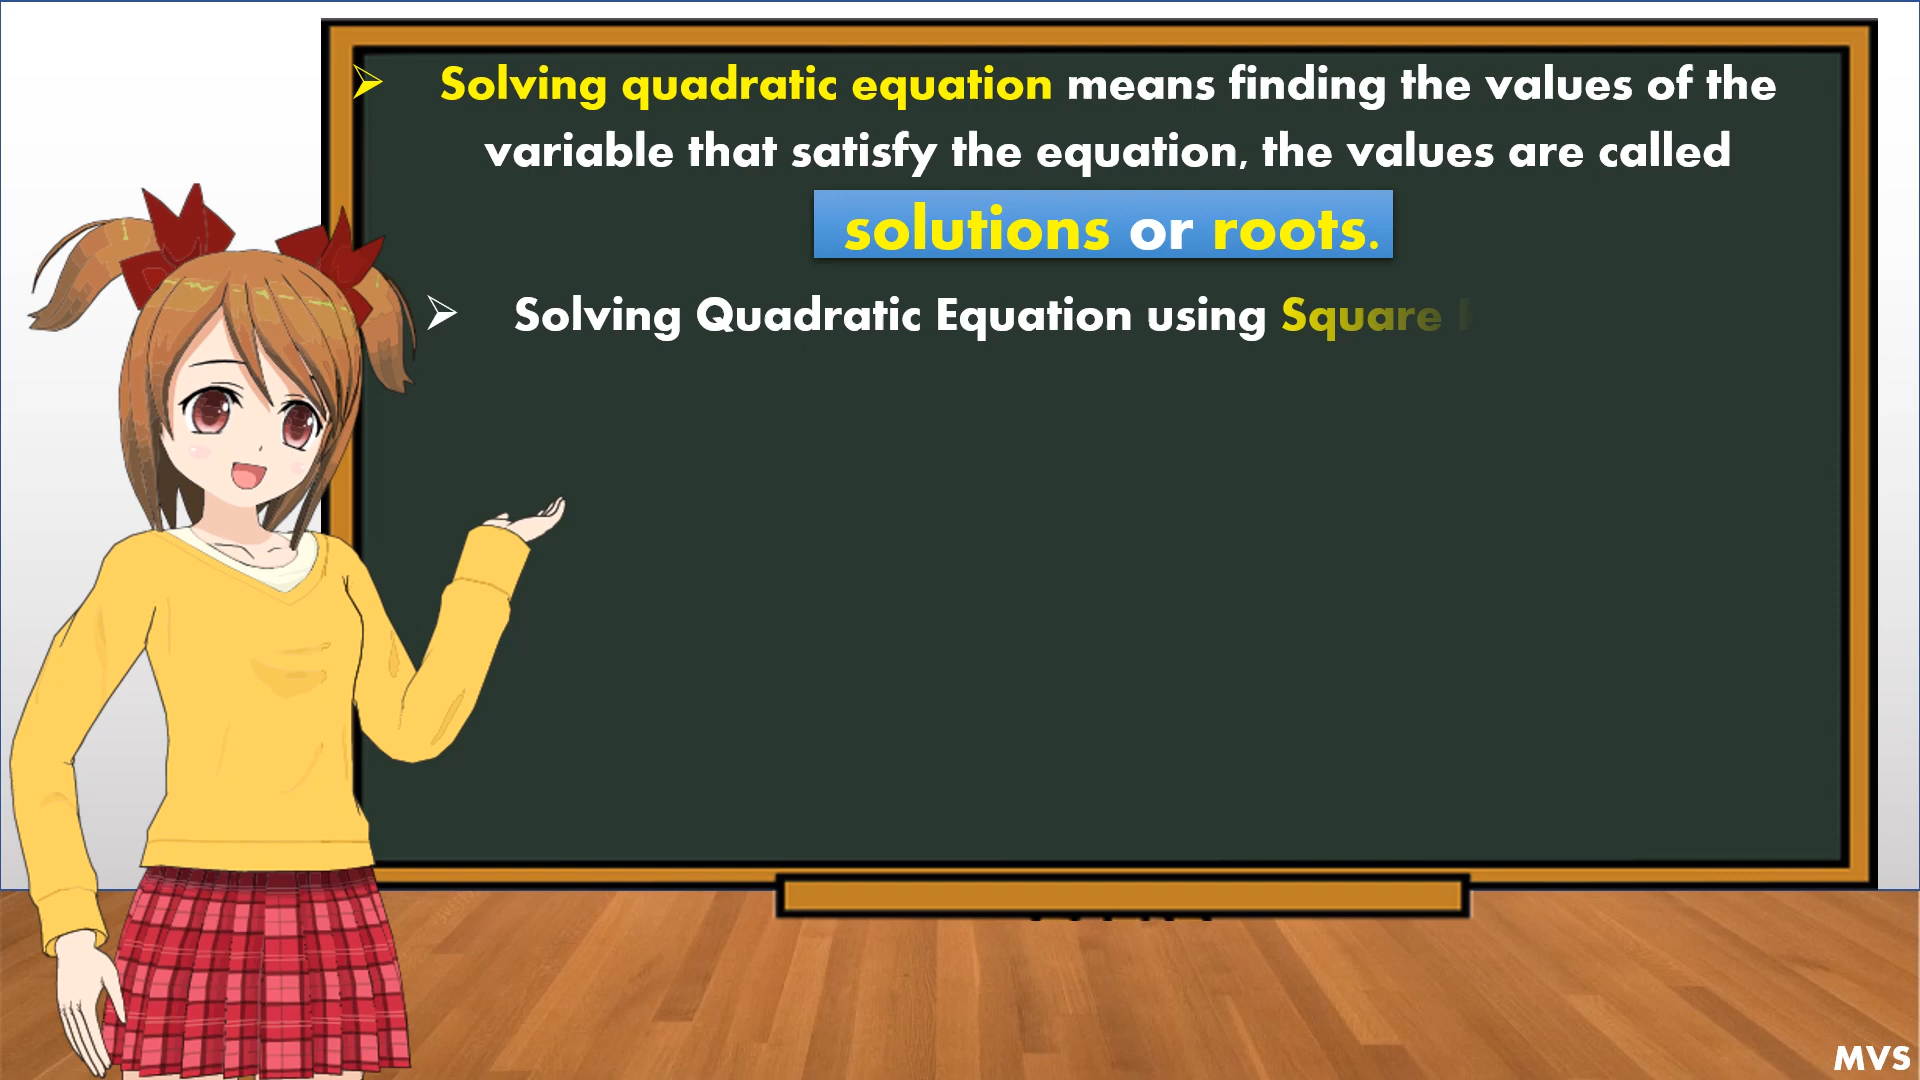 Solving quadratic equation means finding the values of the
variable that satisfy the equation, the values are called
solutions or roots.
Solving Quadratic Equation using Square
MVS